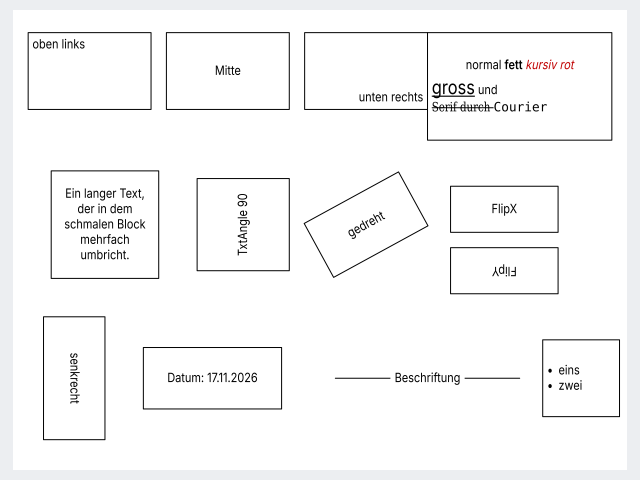 oben links
Mitte
unten rechts
normal fett kursiv rot
gross und
Serif durch Courier
Ein langer Text,
der in dem
schmalen Block
mehrfach
umbricht.
TxtAngle 90
gedreht
FlipX
FlipY
senkrecht
Datum: 17.11.2026
Beschriftung
• eins
• zwei